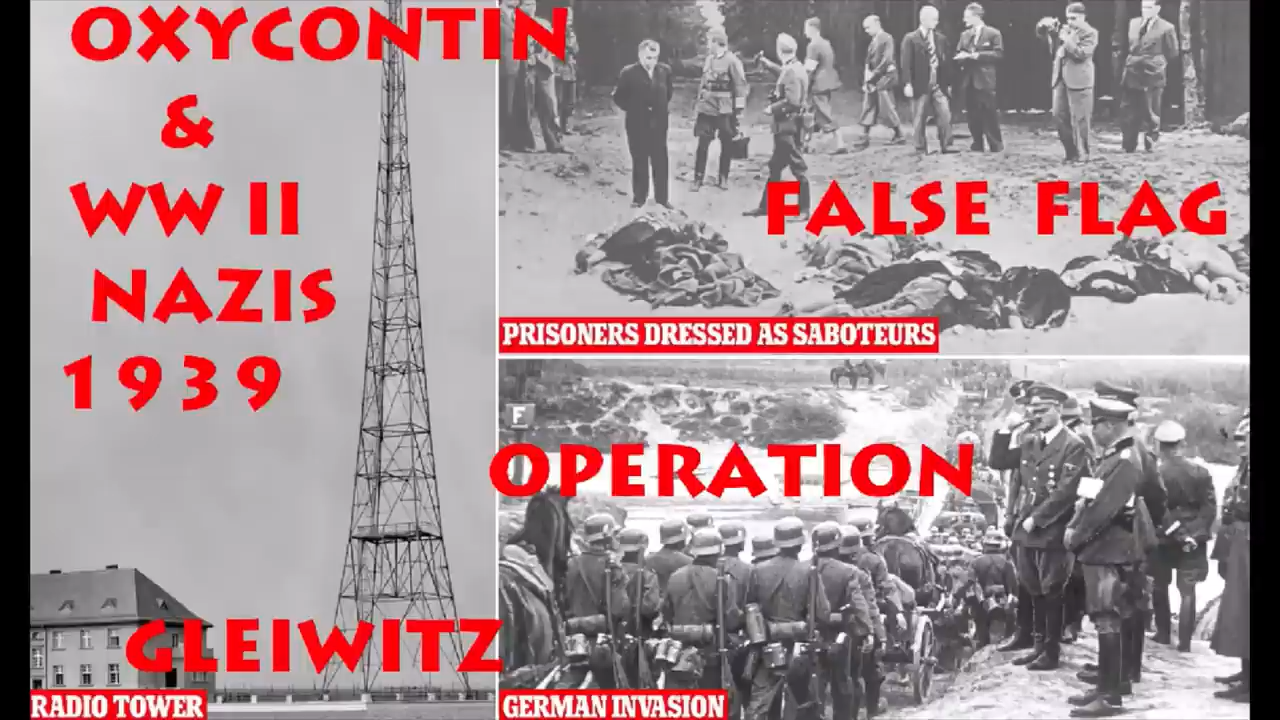 OXYCONTIN
&
WW II
NAZIS
1939
GLEIWITZ
RADIO TOWER
FALSE FLAG
PRISONERS DRESSED AS SABOTEURS
F
OPERATION
GERMAN INVASION